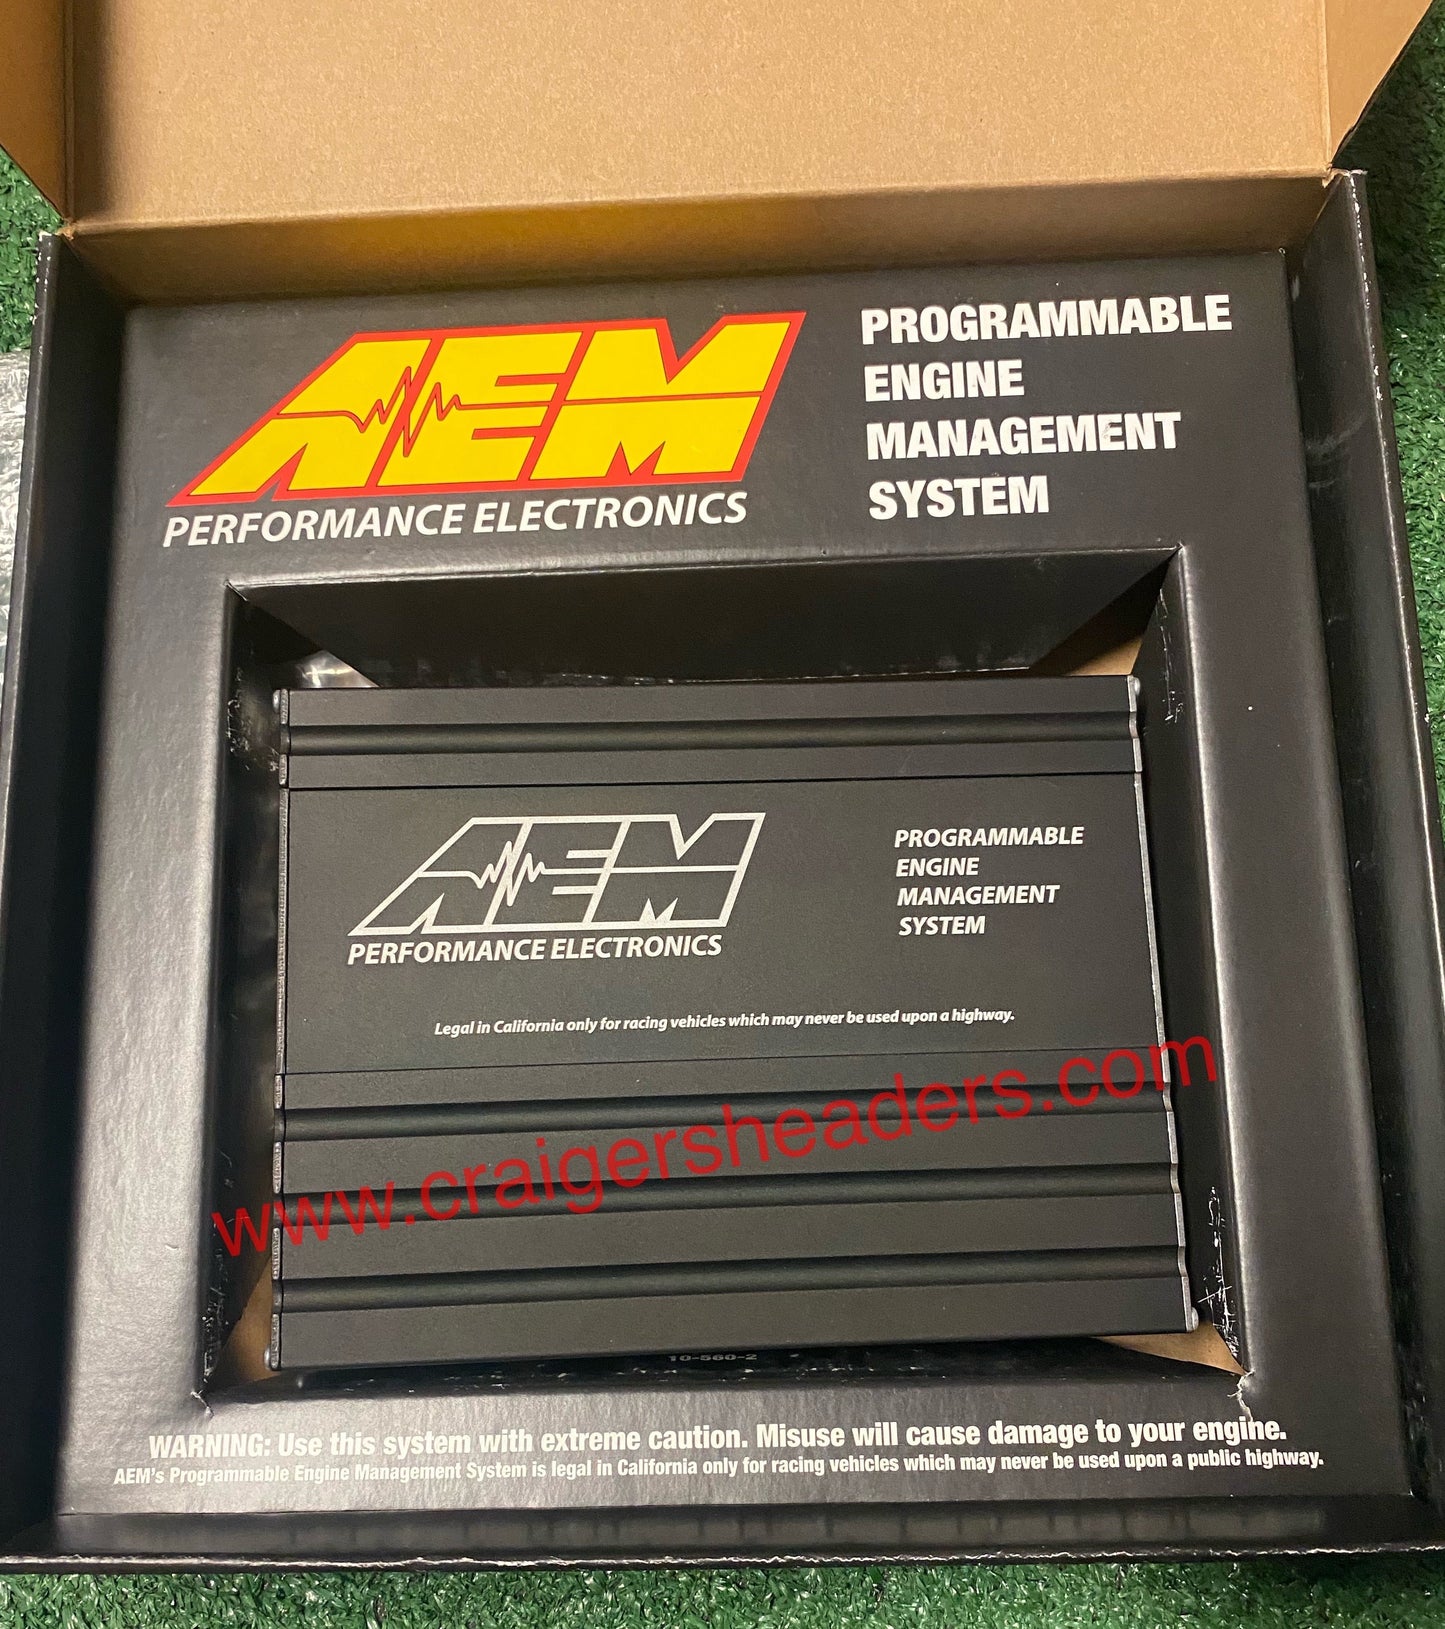 AEM
PERFORMANCE ELECTRONICS
PROGRAMMABLE
ENGINE
MANAGEMENT
SYSTEM
AEM
PERFORMANCE ELECTRONICS
PROGRAMMABLE
ENGINE
MANAGEMENT
SYSTEM
Legal in California only for racing vehicles which may never be used upon a highway.
www.craigersheaders.com
10-560-2
WARNING: Use this system with extreme caution. Misuse will cause damage to your engine.
AEM's Programmable Engine Management System is legal in California only for racing vehicles which may never be used upon a public highway.